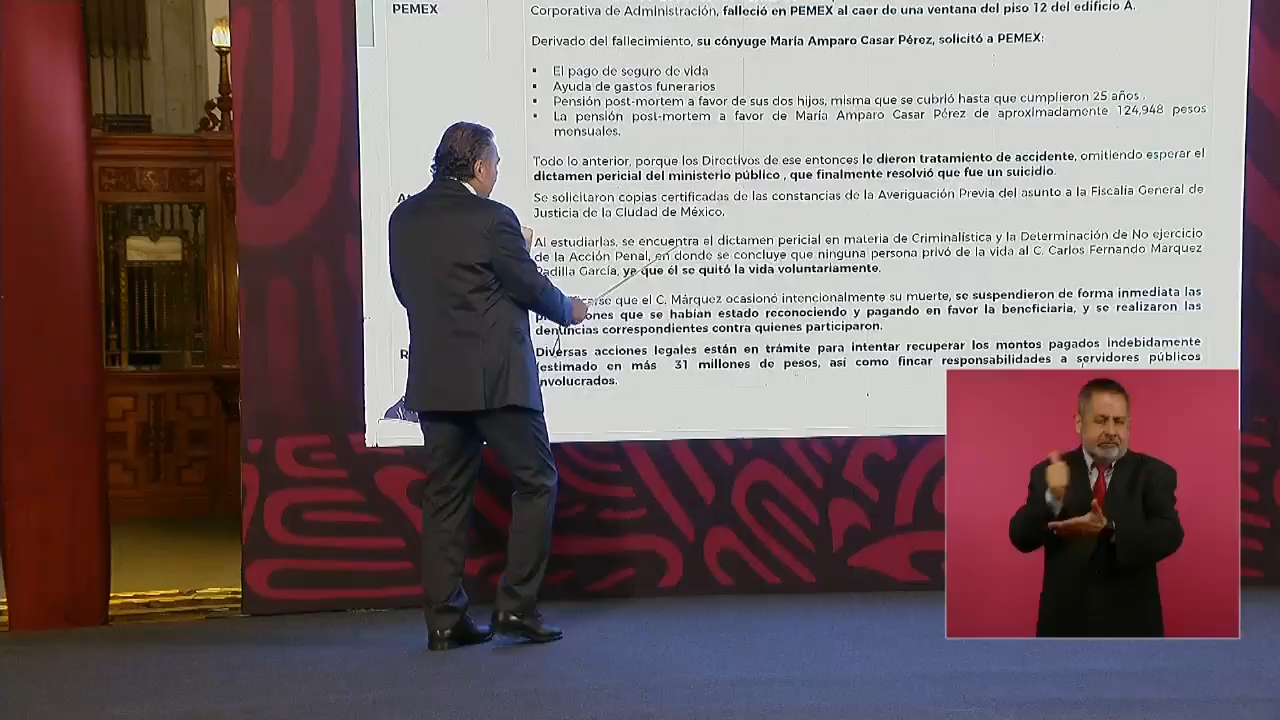 PEMEX
Corporativa de Administración, falleció en PEMEX al caer de una ventana del piso 12 del edificio A.
Derivado del fallecimiento, su cónyuge María Amparo Casar Pérez, solicitó a PEMEX:
▪ El pago de seguro de vida
▪ Ayuda de gastos funerarios
▪ Pensión post-mortem a favor de sus dos hijos, misma que se cubrió hasta que cumplieron 25 años.
▪ La pensión post-mortem a favor de María Amparo Casar Pérez de aproximadamente 124,948 pesos
mensuales.
Todo lo anterior, porque los Directivos de ese entonces le dieron tratamiento de accidente, omitiendo esperar el
dictamen pericial del ministerio público , que finalmente resolvió que fue un suicidio.
Se solicitaron copias certificadas de las constancias de la Averiguación Previa del asunto a la Fiscalía General de
Justicia de la Ciudad de México.
Al estudiarlas, se encuentra el dictamen pericial en materia de Criminalística y la Determinación de No ejercicio
de la Acción Penal, en donde se concluye que ninguna persona privó de la vida al C. Carlos Fernando Márquez
Padilla García, ya que él se quitó la vida voluntariamente.
que el C. Márquez ocasionó intencionalmente su muerte, se suspendieron de forma inmediata las
que se habían estado reconociendo y pagando en favor la beneficiaria, y se realizaron las
denuncias correspondientes contra quienes participaron.
Diversas acciones legales están en trámite para intentar recuperar los montos pagados indebidamente
(estimado en más 31 millones de pesos, así como fincar responsabilidades a servidores públicos
involucrados.